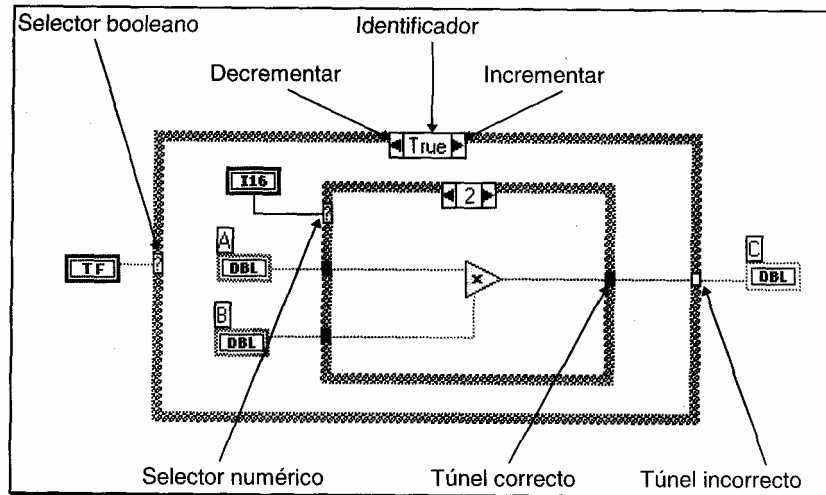 Selector booleano
Identificador
Decrementar
Incrementar
True
I16
2
?
A
DBL
?
TF
C
DBL
B
DBL
x
Selector numérico
Túnel correcto
Túnel incorrecto